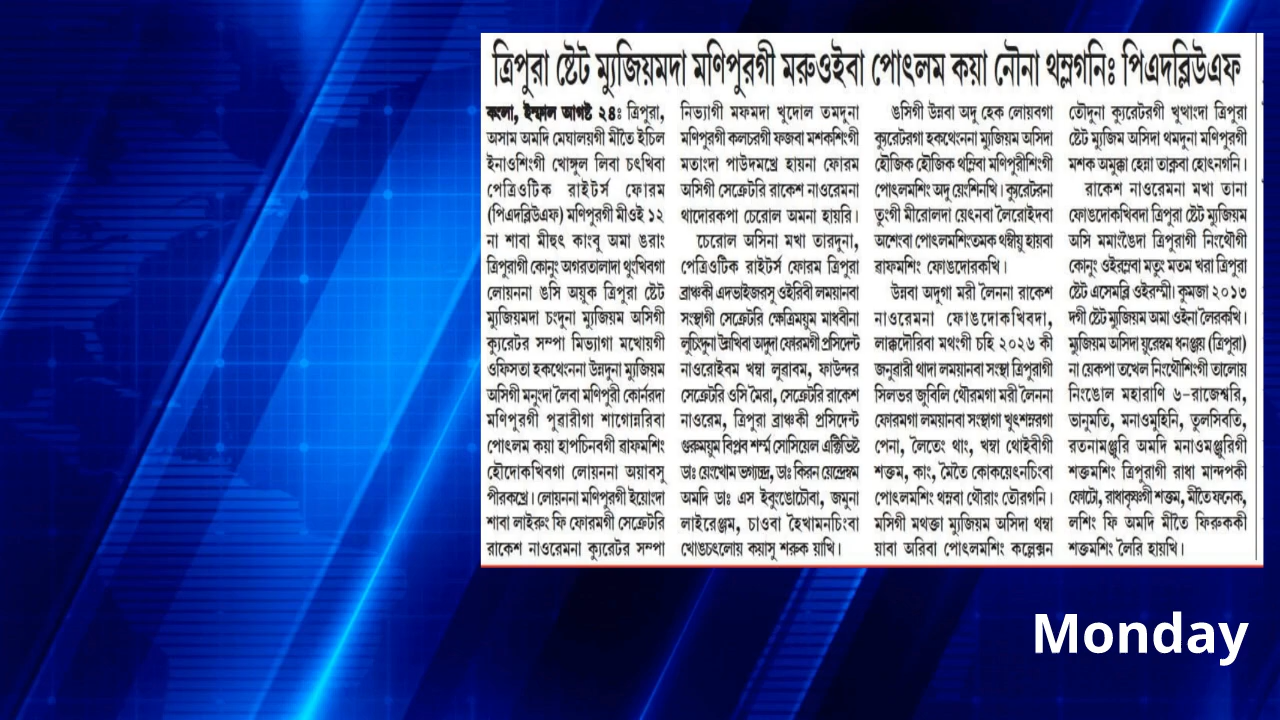 ত্রিপুরা ষ্টেট ম্যুজিয়মদা মণিপুরগী মরুওইবা পোৎলম কয়া নৌনা থম্লগনিঃ পিএদব্লিউএফ
কংলা, ইম্ফাল আগষ্ট ২৪ঃ ত্রিপুরা,
অসাম অমদি মেঘালয়গী মীতৈ ইচিল
ইনাওশিংগী খোঙ্গুল লিবা চৎখিবা
পেত্রিওটিক রাইটর্স ফোরম
(পিএদব্লিউএফ) মণিপুরগী মীওই ১২
না শাবা মীহুৎ কাংবু অমা ঙরাং
ত্রিপুরাগী কোনুং অগরতালাদা থুংখিবগা
লোয়ননা ঙসি অয়ুক ত্রিপুরা ষ্টেট
ম্যুজিয়মদা চংদুনা ম্যুজিয়ম অসিগী
ক্যুরেটর সম্পা মিভ্যাগা মখোয়গী
ওফিসতা হকথেংননা উন্নদুনা ম্যুজিয়ম
অসিগী মনুংদা লৈবা মণিপুরী কোর্নরদা
মণিপুরগী পুৱারীগা শাগোন্নরিবা
পোৎলম কয়া হাপচিনবগী ৱাফমশিং
হৌদোকখিবগা লোয়ননা অয়াবসু
পীরকখ্রে। লোয়ননা মণিপুরগী ইয়োংদা
শাবা লাইরুং ফি ফোরমগী সেক্রেটরি
রাকেশ নাওরেমনা ক্যুরেটর সম্পা
নিভ্যাগী মফমদা খুদোল তমদুনা
মণিপুরগী কলচরগী ফজবা মশকশিংগী
মতাংদা পাউদমখ্রে হায়না ফোরম
অসিগী সেক্রেটরি রাকেশ নাওরেমনা
থাদোরকপা চেরোল অমনা হায়রি।
চেরোল অসিনা মখা তারদুনা,
পেত্রিওটিক রাইটর্স ফোরম ত্রিপুরা
ব্রাঞ্চকী এদভাইজরসু ওইরিবী লময়ানবা
সংস্থাগী সেক্রেটরি ক্ষেত্রিময়ুম মাধবীনা
লুচিংদুনা উন্নখিবা অদুদা ফোরমগী প্রসিদেন্ট
নাওরোইবম খম্বা লুৱাবম, ফাউন্দর
সেক্রেটরি ওসি মৈরা, সেক্রেটরি রাকেশ
নাওরেম, ত্রিপুরা ব্রাঞ্চকী প্রসিদেন্ট
গুরুময়ুম বিপ্লব শর্ম্ম সোসিয়েল এক্টিভিষ্ট
ডাঃ য়েংখোম ভগ্যচন্দ্র, ডাঃ কিরন য়েন্দ্রেম্বম
অমদি ডাঃ এস ইবুংঙোচৌবা, জমুনা
লাইরেঞ্জম, চাওবা হৈখামনচিংবা
খোঙচৎলোয় কয়াসু শরুক য়াখি।
ঙসিগী উন্নবা অদু হেক লোয়বগা
ক্যুরেটরগা হকথেংননা ম্যুজিয়ম অসিদা
হৌজিক হৌজিক থম্লিবা মণিপুরীশিংগী
পোৎলমশিং অদু য়েংশিনখি। ক্যুরেটরনা
তুংগী মীরোলদা য়েংনবা লৈরোইদবা
অশেংবা পোৎলমশিংতমক থম্বীয়ু হায়বা
ৱাফমশিং ফোঙদোরকখি।
উন্নবা অদুগা মরী লৈননা রাকেশ
নাওরেমনা ফোঙদোকখিবদা,
লাক্কদৌরিবা মথংগী চহি ২০২৬ কী
জনুৱারী থাদা লময়ানবা সংস্থা ত্রিপুরাগী
সিলভর জুবিলি থৌরমগা মরী লৈননা
ফোরমগা লময়ানবা সংস্থাগা খুৎশম্নরগা
পেনা, লৈতেং থাং, খম্বা থোইবীগী
শক্তম, কাং, মৈতৈ কোকয়েৎনচিংবা
পোৎলমশিং থম্নবা থৌরাং তৌরগনি।
মসিগী মথক্তা ম্যুজিয়ম অসিদা থম্বা
য়াবা অরিবা পোৎলমশিং কল্লেক্সন
তৌদুনা ক্যুরেটরগী খুত্থাংদা ত্রিপুরা
ষ্টেট ম্যুজিম অসিদা থমদুনা মণিপুরগী
মশক অমুক্কা হেন্না তাক্নবা হোৎনগনি।
রাকেশ নাওরেমনা মখা তানা
ফোঙদোকখিবদা ত্রিপুরা ষ্টেট ম্যুজিয়ম
অসি মমাংঙৈদা ত্রিপুরাগী নিংথৌগী
কোনুং ওইরম্লবা মতুং মতম খরা ত্রিপুরা
ষ্টেট এসেমব্লি ওইরম্মী। কুমজা ২০১৩
দগী ষ্টেট ম্যুজিয়ম অমা ওইনা লৈরকখি।
ম্যুজিয়ম অসিদা য়ুরেম্বম ধনঞ্জয় (ত্রিপুরা)
না য়েকপা তখেল নিংথৌশিংগী তালোয়
নিংঙোল মহারাণি ৬-রাজেশ্বরি,
ভানুমতি, মনাওমুহিনি, তুলসিবতি,
রতনামঞ্জুরি অমদি মনাওমঞ্জুরিগী
শক্তমশিং ত্রিপুরাগী রাধা মান্দপকী
ফোটো, রাধাকৃষ্ণগী শক্তম, মীতৈ ফনেক,
লশিং ফি অমদি মীতৈ ফিরুককী
শক্তমশিং লৈরি হায়খি।
Monday